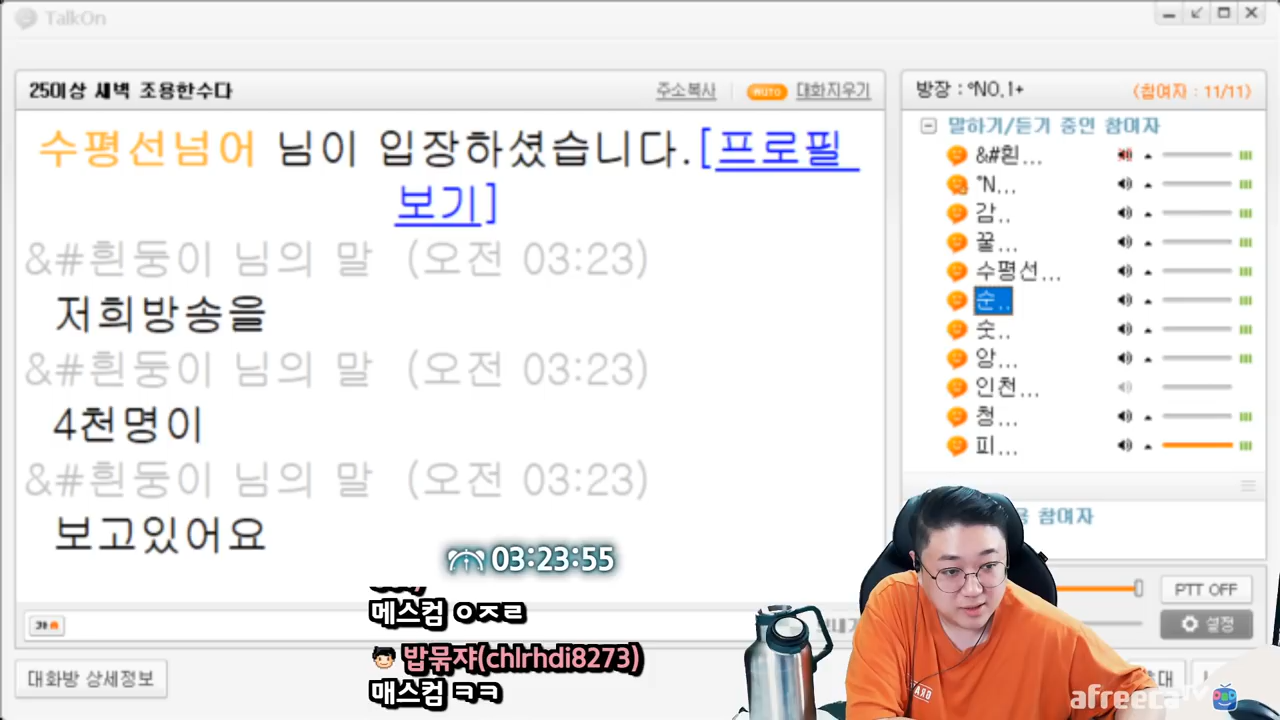 TalkOn
25이상 새벽 조용한수다
주소복사
AUTO
대화지우기
방장 : ºNO.1+
(참여자 : 11/11)
수평선넘어 님이 입장하셨습니다.[프로필
보기]
&#흰둥이 님의 말 (오전 03:23)
저희방송을
&#흰둥이 님의 말 (오전 03:23)
4천명이
&#흰둥이 님의 말 (오전 03:23)
보고있어요
말하기/듣기 중인 참여자
&#흰...
ºN...
감..
꿀...
수평선...
순..
숫..
앙...
인천...
청...
피...
참여자
03:23:55
메스컴 ㅇㅈㄹ
밥묶쟈(chlrhdi8273)
매스컴 ㅋㅋ
가
PTT OFF
설정
대화방 상세정보
afreecaTV